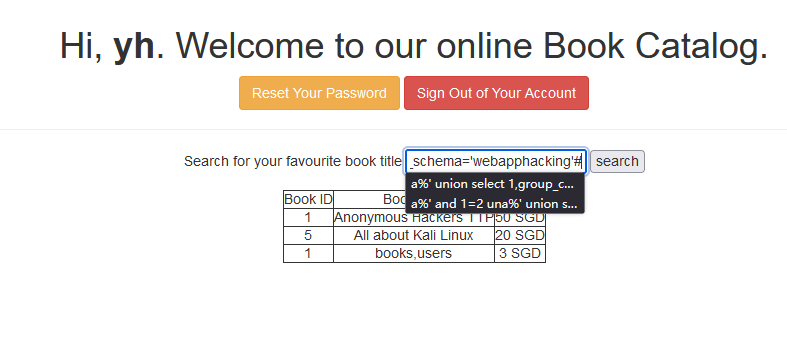 Hi, yh. Welcome to our online Book Catalog.
Reset Your Password Sign Out of Your Account
Search for your favourite book title _schema='webapphacking'# search
a%' union select 1,group_c...
a%' and 1=2 una%' union s...
Book ID Boo
1 Anonymous Hackers TTP 50 SGD
5 All about Kali Linux 20 SGD
1 books,users 3 SGD